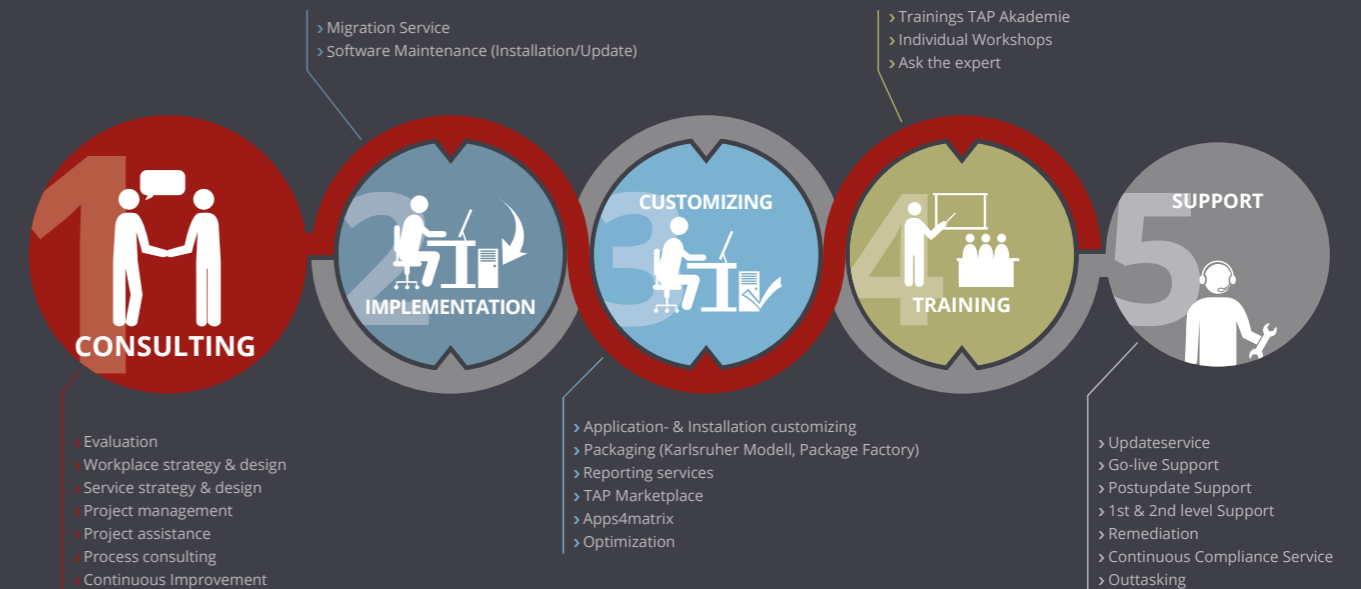 › Migration Service
› Software Maintenance (Installation/Update)
› Trainings TAP Akademie
› Individual Workshops
› Ask the expert
1
CONSULTING
2
IMPLEMENTATION
3
CUSTOMIZING
4
TRAINING
5
SUPPORT
› Evaluation
› Workplace strategy & design
› Service strategy & design
› Project management
› Project assistance
› Process consulting
› Continuous Improvement
› Application- & Installation customizing
› Packaging (Karlsruher Modell, Package Factory)
› Reporting services
› TAP Marketplace
› Apps4matrix
› Optimization
› Updateservice
› Go-live Support
› Postupdate Support
› 1st & 2nd level Support
› Remediation
› Continuous Compliance Service
› Outtasking